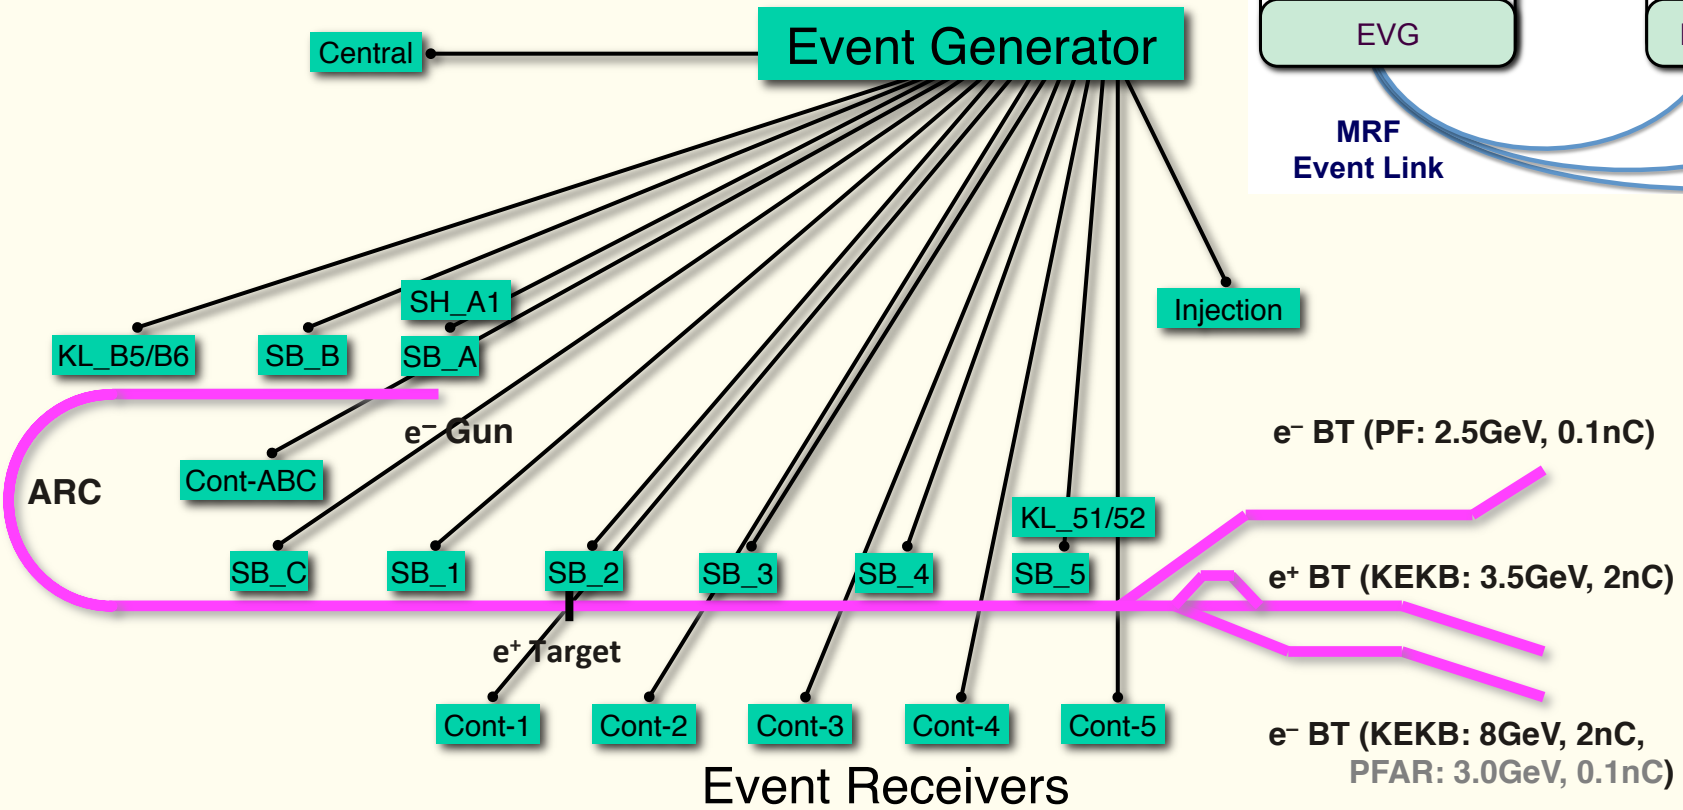 Event Generator
Central
EVG
MRF
Event Link
SH_A1
Injection
KL_B5/B6
SB_B
SB_A
e– Gun
e– BT (PF: 2.5GeV, 0.1nC)
Cont-ABC
ARC
KL_51/52
SB_C
SB_1
SB_2
SB_3
SB_4
SB_5
e+ BT (KEKB: 3.5GeV, 2nC)
e+ Target
Cont-1
Cont-2
Cont-3
Cont-4
Cont-5
e– BT (KEKB: 8GeV, 2nC,
PFAR: 3.0GeV, 0.1nC)
Event Receivers